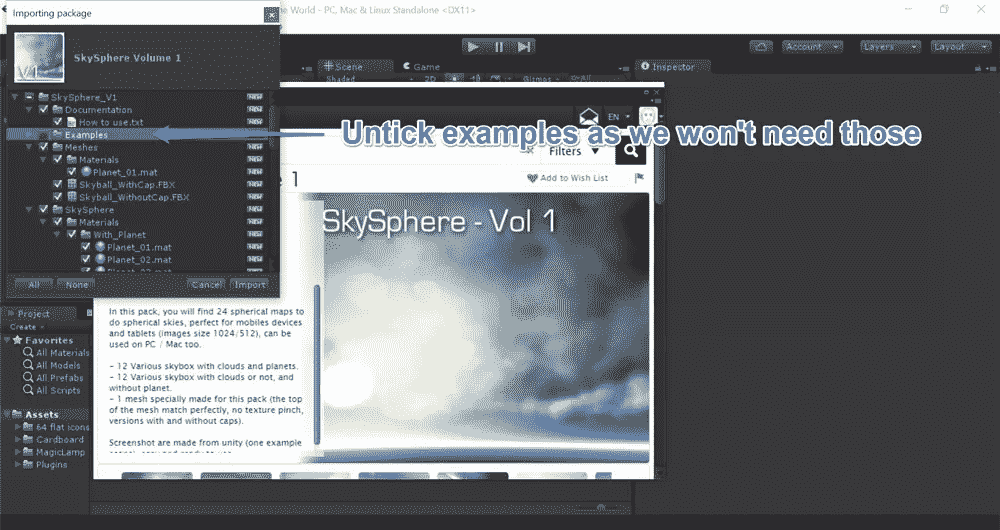 Importing package
The World - PC, Mac & Linux Standalone <DX11>
SkySphere Volume 1
V1
Account
Layers
Layout
Scene
Game
Inspector
Shaded
2D
Gizmos
SkySphere_V1
Documentation
How to use.txt
Examples
Meshes
Materials
Planet_01.mat
Skyball_WithCap.FBX
Skyball_WithoutCap.FBX
SkySphere
Materials
With_Planet
Planet_01.mat
Planet_02.mat
All
None
Cancel
Import
EN
Untick examples as we won't need those
Filters
1
Add to Wish List
SkySphere - Vol 1
In this pack, you will find 24 spherical maps to
do spherical skies, perfect for mobiles devices
and tablets (images size 1024/512), can be
used on PC / Mac too.
- 12 Various skybox with clouds and planets.
- 12 Various skybox with clouds or not, and
without planet.
- 1 mesh specially made for this pack (the top
of the mesh match perfectly, no texture pinch,
versions with and without caps).
Screenshot are made from unity (one example
Project
Create
Favorites
All Materials
All Models
All Prefabs
All Scripts
Assets
64 flat icons
Cardboard
MagicLamp
Plugins